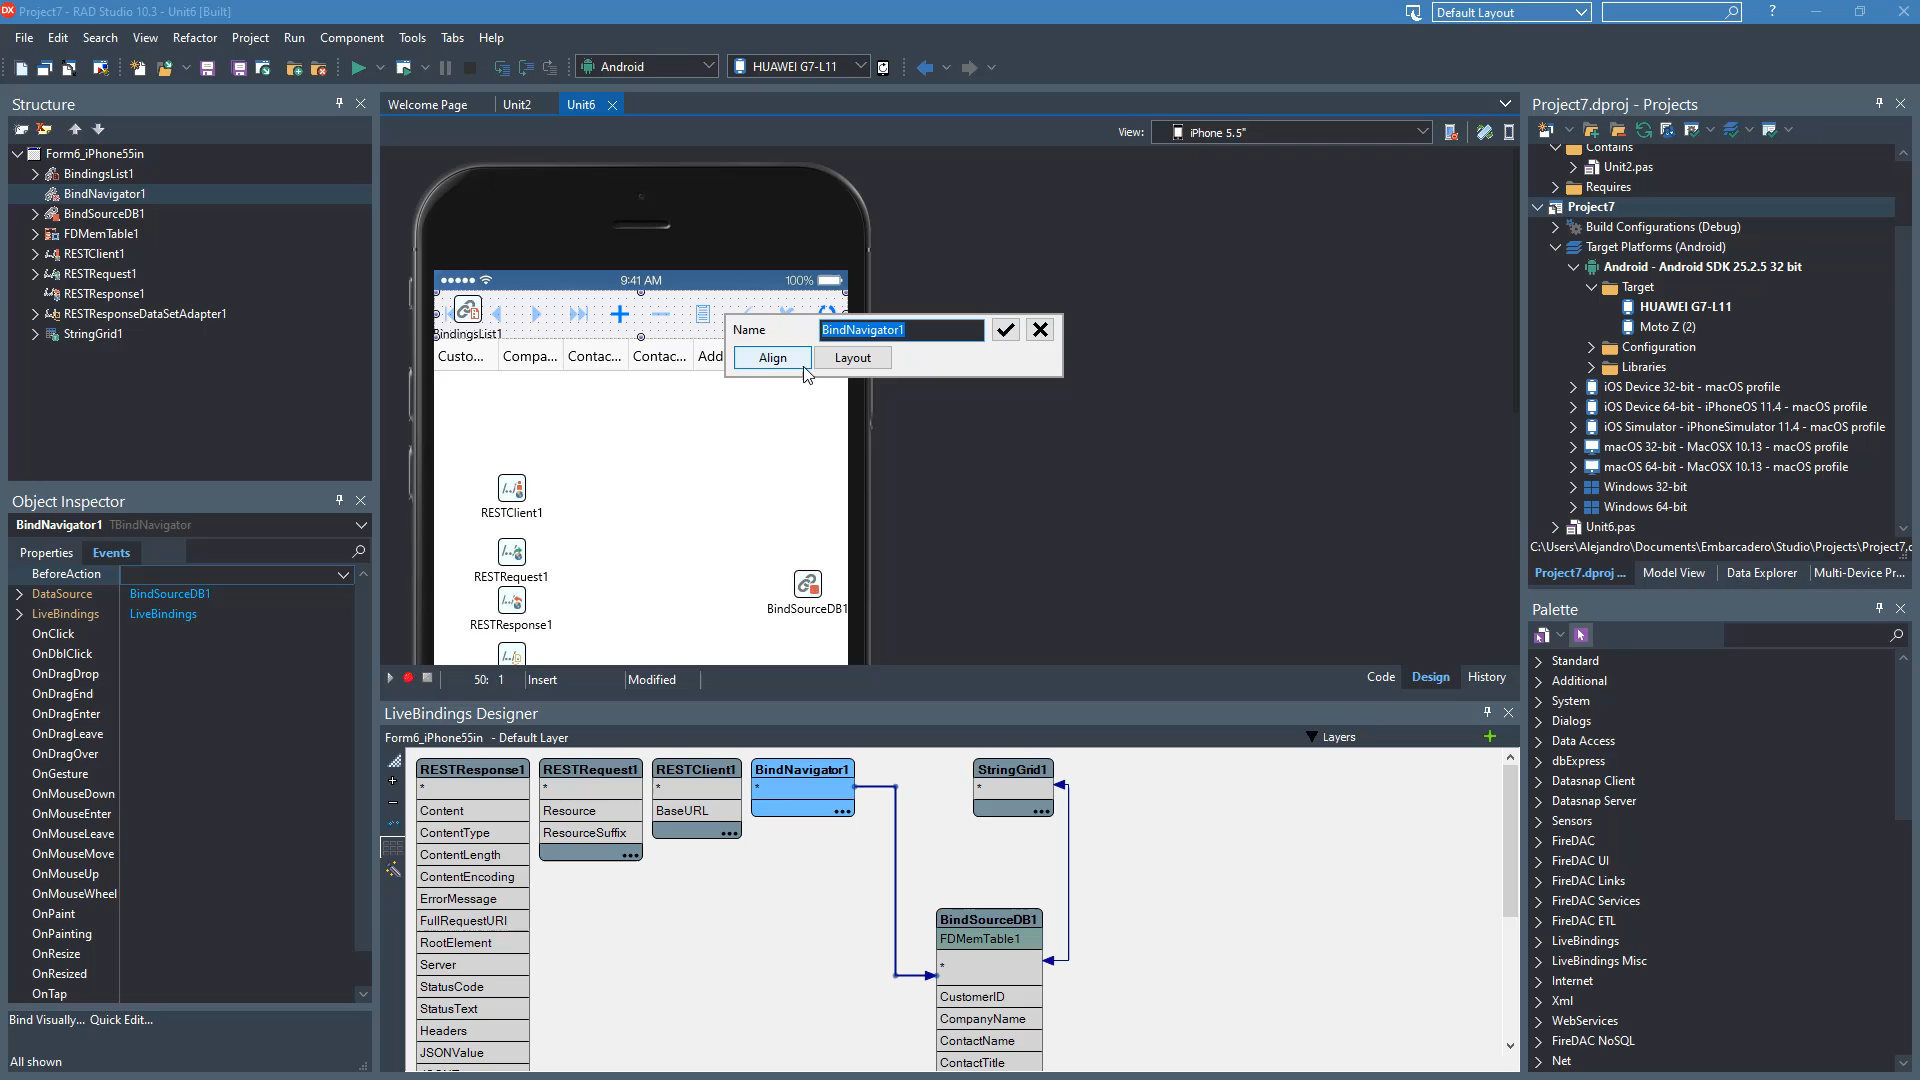 Project7 - RAD Studio 10.3 - Unit6 [Built]
Default Layout
?
File Edit Search View Refactor Project Run Component Tools Tabs Help
Android
HUAWEI G7-L11
Structure
Form6_iPhone55in
BindingsList1
BindNavigator1
BindSourceDB1
FDMemTable1
RESTClient1
RESTRequest1
RESTResponse1
RESTResponseDataSetAdapter1
StringGrid1
Object Inspector
BindNavigator1 TBindNavigator
Properties Events
BeforeAction
DataSource BindSourceDB1
LiveBindings LiveBindings
OnClick
OnDblClick
OnDragDrop
OnDragEnd
OnDragEnter
OnDragLeave
OnDragOver
OnGesture
OnMouseDown
OnMouseEnter
OnMouseLeave
OnMouseMove
OnMouseUp
OnMouseWheel
OnPaint
OnPainting
OnResize
OnResized
OnTap
Bind Visually... Quick Edit...
All shown
Welcome Page Unit2 Unit6
View: iPhone 5.5"
9:41 AM 100%
BindingsList1
Custo... Compa... Contac... Contac... Add
Name BindNavigator1
Align Layout
RESTClient1
RESTRequest1
RESTResponse1
BindSourceDB1
50: 1 Insert Modified
Code Design History
LiveBindings Designer
Form6_iPhone55in - Default Layer
Layers
RESTResponse1
*
Content
ContentType
ContentLength
ContentEncoding
ErrorMessage
FullRequestURI
RootElement
Server
StatusCode
StatusText
Headers
JSONValue
RESTRequest1
*
Resource
ResourceSuffix
RESTClient1
*
BaseURL
BindNavigator1
*
StringGrid1
*
BindSourceDB1
FDMemTable1
*
CustomerID
CompanyName
ContactName
ContactTitle
Project7.dproj - Projects
Contains
Unit2.pas
Requires
Project7
Build Configurations (Debug)
Target Platforms (Android)
Android - Android SDK 25.2.5 32 bit
Target
HUAWEI G7-L11
Moto Z (2)
Configuration
Libraries
iOS Device 32-bit - macOS profile
iOS Device 64-bit - iPhoneOS 11.4 - macOS profile
iOS Simulator - iPhoneSimulator 11.4 - macOS profile
macOS 32-bit - MacOSX 10.13 - macOS profile
macOS 64-bit - MacOSX 10.13 - macOS profile
Windows 32-bit
Windows 64-bit
Unit6.pas
C:\Users\Alejandro\Documents\Embarcadero\Studio\Projects\Project7.d
Project7.dproj ... Model View Data Explorer Multi-Device Pr...
Palette
Standard
Additional
System
Dialogs
Data Access
dbExpress
Datasnap Client
Datasnap Server
Sensors
FireDAC
FireDAC UI
FireDAC Links
FireDAC Services
FireDAC ETL
LiveBindings
LiveBindings Misc
Internet
Xml
WebServices
FireDAC NoSQL
Net